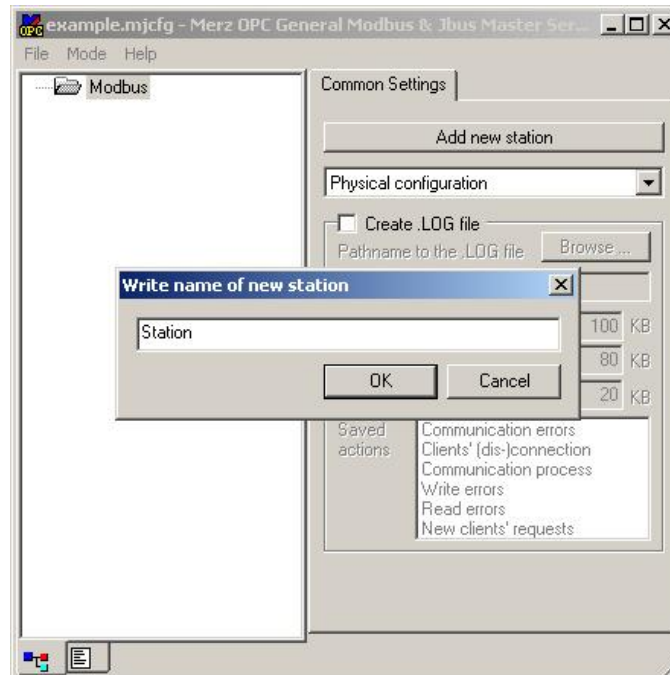 example.mjcfg - Merz OPC General Modbus & Jbus Master Ser...
File Mode Help
Modbus
Common Settings
Add new station
Physical configuration
Create .LOG file
Pathname to the .LOG file
Browse ...
Write name of new station
Station
OK
Cancel
100 KB
80 KB
20 KB
Saved actions
Communication errors
Clients' (dis-)connection
Communication process
Write errors
Read errors
New clients' requests